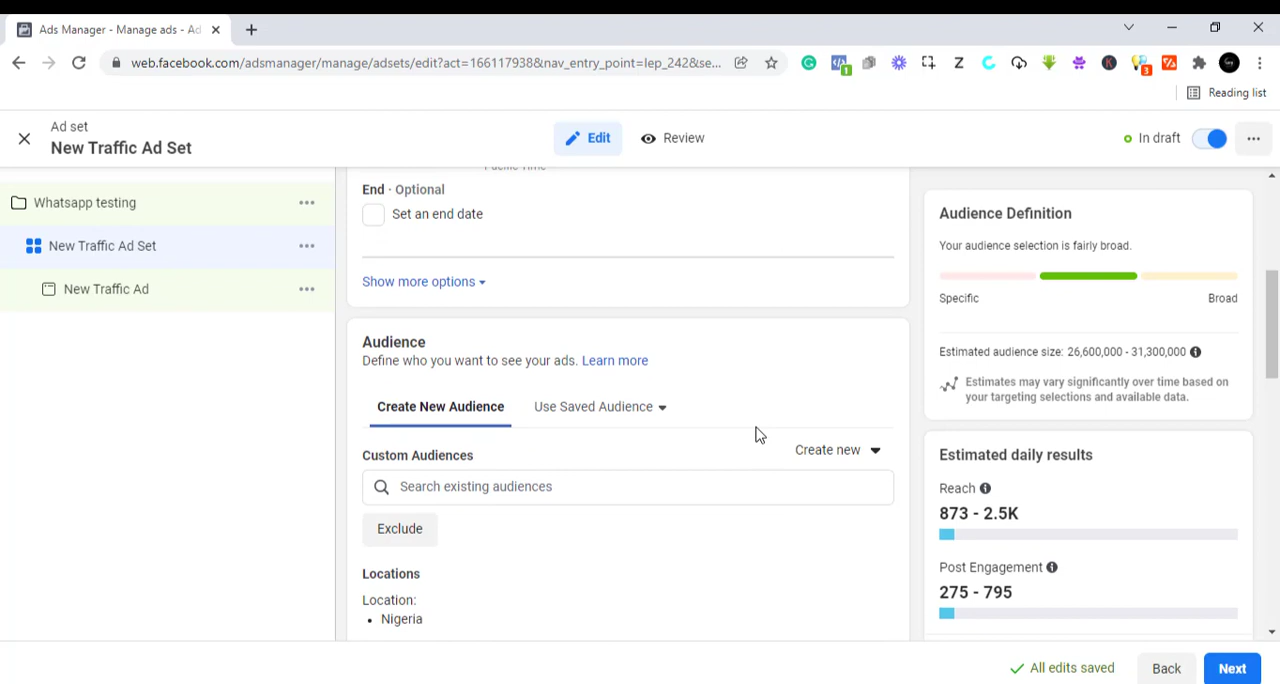 Ads Manager - Manage ads - Ad
web.facebook.com/adsmanager/manage/adsets/edit?act=166117938&nav_entry_point=lep_242&se...
1
Z
K
3
Reading list
Ad set
New Traffic Ad Set
Edit
Review
In draft
Whatsapp testing
New Traffic Ad Set
New Traffic Ad
Pacific Time
End · Optional
Set an end date
Show more options
Audience
Define who you want to see your ads. Learn more
Create New Audience
Use Saved Audience
Custom Audiences
Create new
Search existing audiences
Exclude
Locations
Location:
• Nigeria
Audience Definition
Your audience selection is fairly broad.
Specific
Broad
Estimated audience size: 26,600,000 - 31,300,000
Estimates may vary significantly over time based on
your targeting selections and available data.
Estimated daily results
Reach
873 - 2.5K
Post Engagement
275 - 795
All edits saved
Back
Next